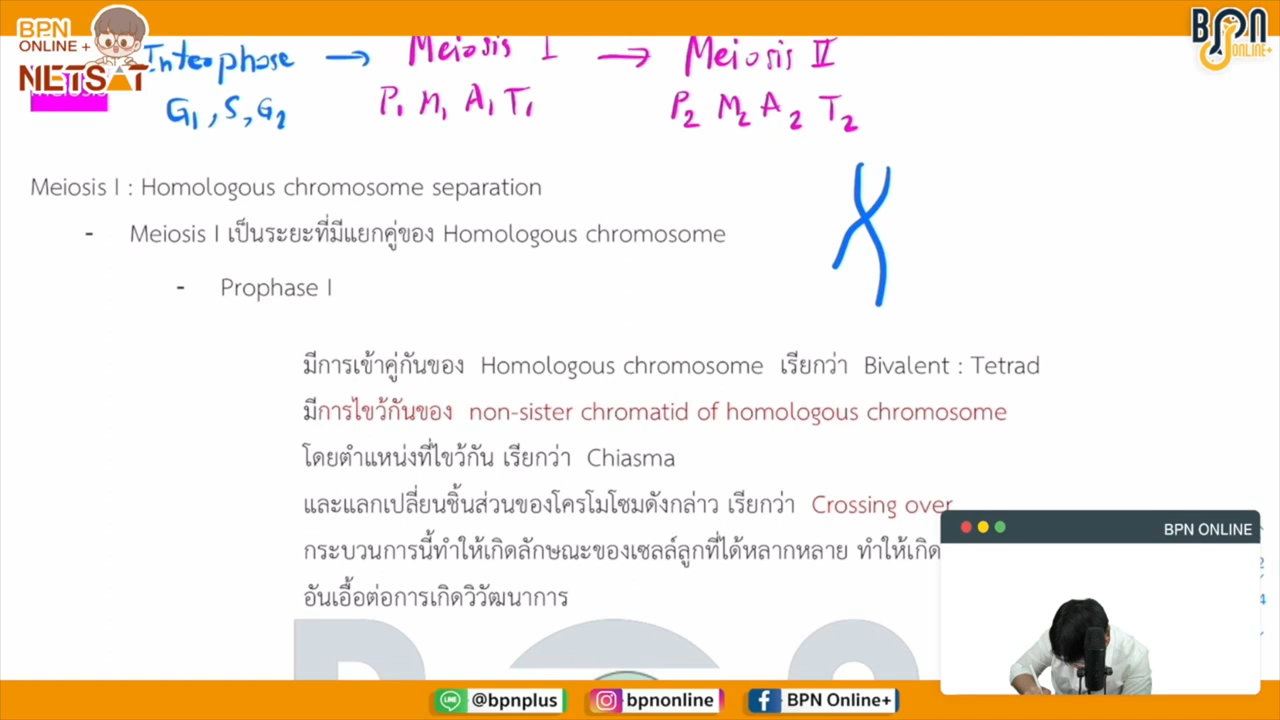 BPN
ONLINE +
NETSAT
BPN
ONLINE+
Interphase → Meiosis I → Meiosis II
G1, S, G2 P1 M1 A1 T1 P2 M2 A2 T2
Meiosis I : Homologous chromosome separation
- Meiosis I เป็นระยะที่มีแยกคู่ของ Homologous chromosome
- Prophase I
มีการเข้าคู่กันของ Homologous chromosome เรียกว่า Bivalent : Tetrad
มีการไขว้กันของ non-sister chromatid of homologous chromosome
โดยตำแหน่งที่ไขว้กัน เรียกว่า Chiasma
และแลกเปลี่ยนชิ้นส่วนของโครโมโซมดังกล่าว เรียกว่า Crossing over
กระบวนการนี้ทำให้เกิดลักษณะของเซลล์ลูกที่ได้หลากหลาย ทำให้เกิด
อันเอื้อต่อการเกิดวิวัฒนาการ
BPN ONLINE
@bpnplus bpnonline BPN Online+